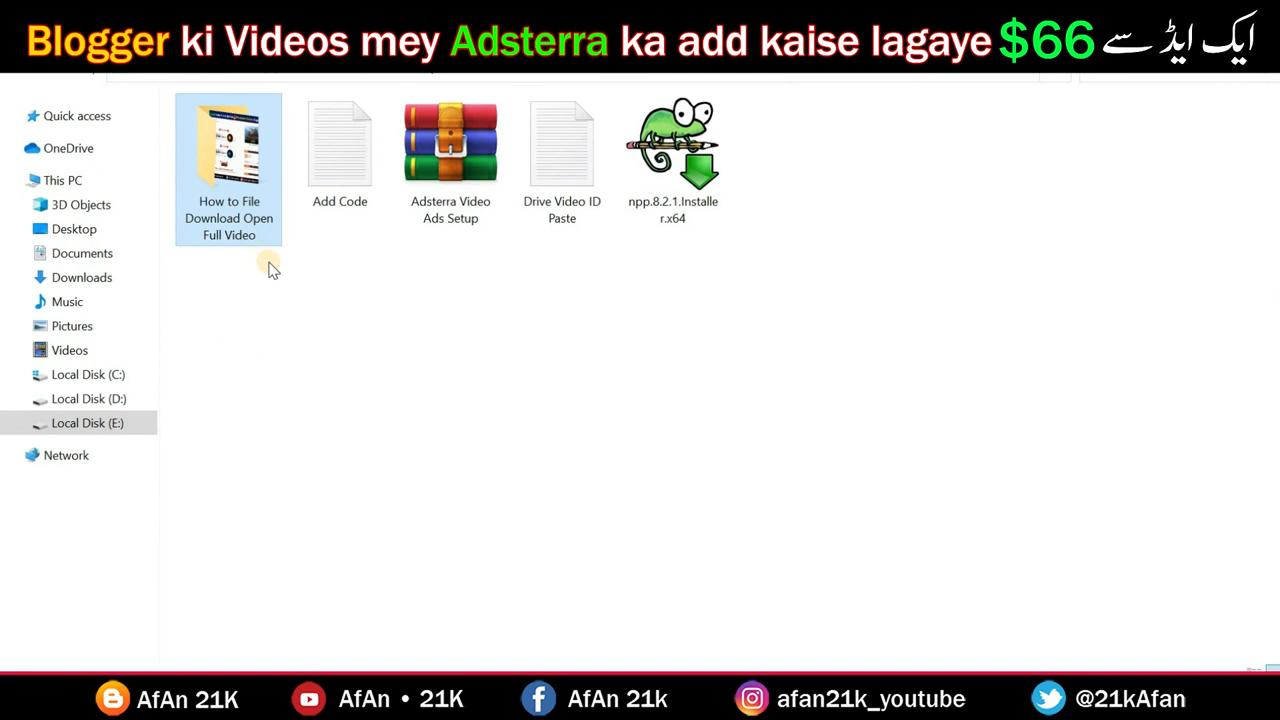 Blogger ki Videos mey Adsterra ka add kaise lagaye $66 ایک ایڈ سے
Quick access
OneDrive
This PC
3D Objects
Desktop
Documents
Downloads
Music
Pictures
Videos
Local Disk (C:)
Local Disk (D:)
Local Disk (E:)
Network
How to File
Download Open
Full Video
Add Code
Adsterra Video
Ads Setup
Drive Video ID
Paste
npp.8.2.1.Installe
r.x64
AfAn 21K
AfAn • 21K
AfAn 21k
afan21k_youtube
@21kAfan